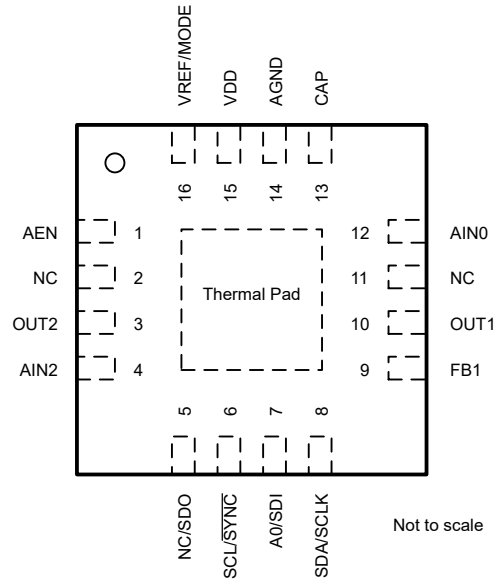 VREF/MODE
VDD
AGND
CAP
16
15
14
13
AEN 1
12 AIN0
NC 2
11 NC
Thermal Pad
OUT2 3
10 OUT1
AIN2 4
9 FB1
5
6
7
8
NC/SDO
SCL/SYNC
A0/SDI
SDA/SCLK
Not to scale